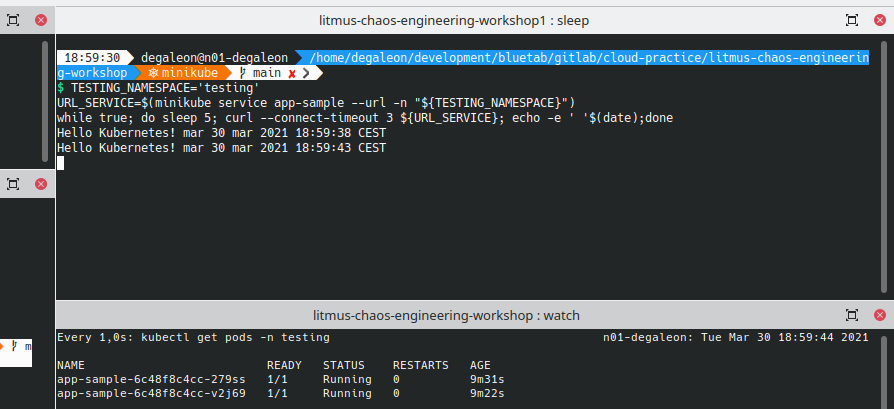 litmus-chaos-engineering-workshop1 : sleep
18:59:30 degaleon@n01-degaleon /home/degaleon/development/bluetab/gitlab/cloud-practice/litmus-chaos-engineerin
g-workshop ❄minikube main ✘ ❯
$ TESTING_NAMESPACE='testing'
URL_SERVICE=$(minikube service app-sample --url -n "${TESTING_NAMESPACE}")
while true; do sleep 5; curl --connect-timeout 3 ${URL_SERVICE}; echo -e ' '$(date);done
Hello Kubernetes! mar 30 mar 2021 18:59:38 CEST
Hello Kubernetes! mar 30 mar 2021 18:59:43 CEST
litmus-chaos-engineering-workshop : watch
m
Every 1,0s: kubectl get pods -n testing n01-degaleon: Tue Mar 30 18:59:44 2021
NAME READY STATUS RESTARTS AGE
app-sample-6c48f8c4cc-279ss 1/1 Running 0 9m31s
app-sample-6c48f8c4cc-v2j69 1/1 Running 0 9m22s